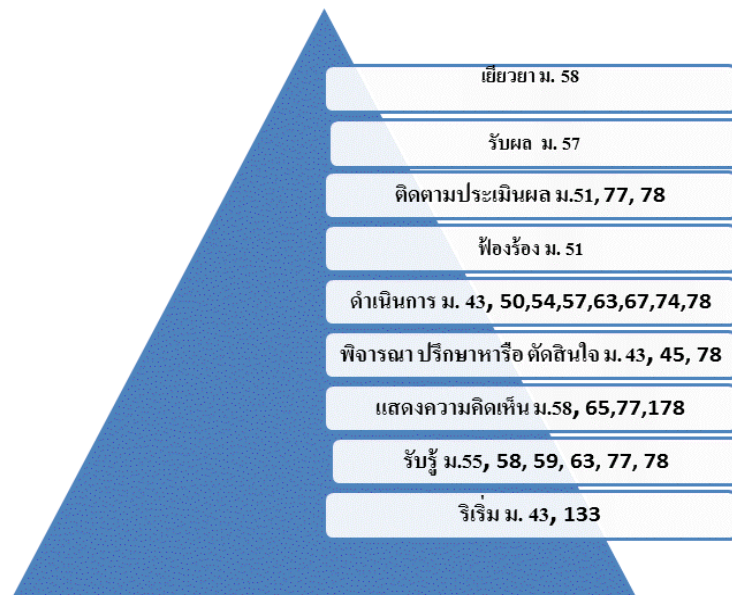 เยียวยา ม. 58
รับผล ม. 57
ติดตามประเมินผล ม.51, 77, 78
ฟ้องร้อง ม. 51
ดำเนินการ ม. 43, 50,54,57,63,67,74,78
พิจารณา ปรึกษาหารือ ตัดสินใจ ม. 43, 45, 78
แสดงความคิดเห็น ม.58, 65,77,178
รับรู้ ม.55, 58, 59, 63, 77, 78
ริเริ่ม ม. 43, 133